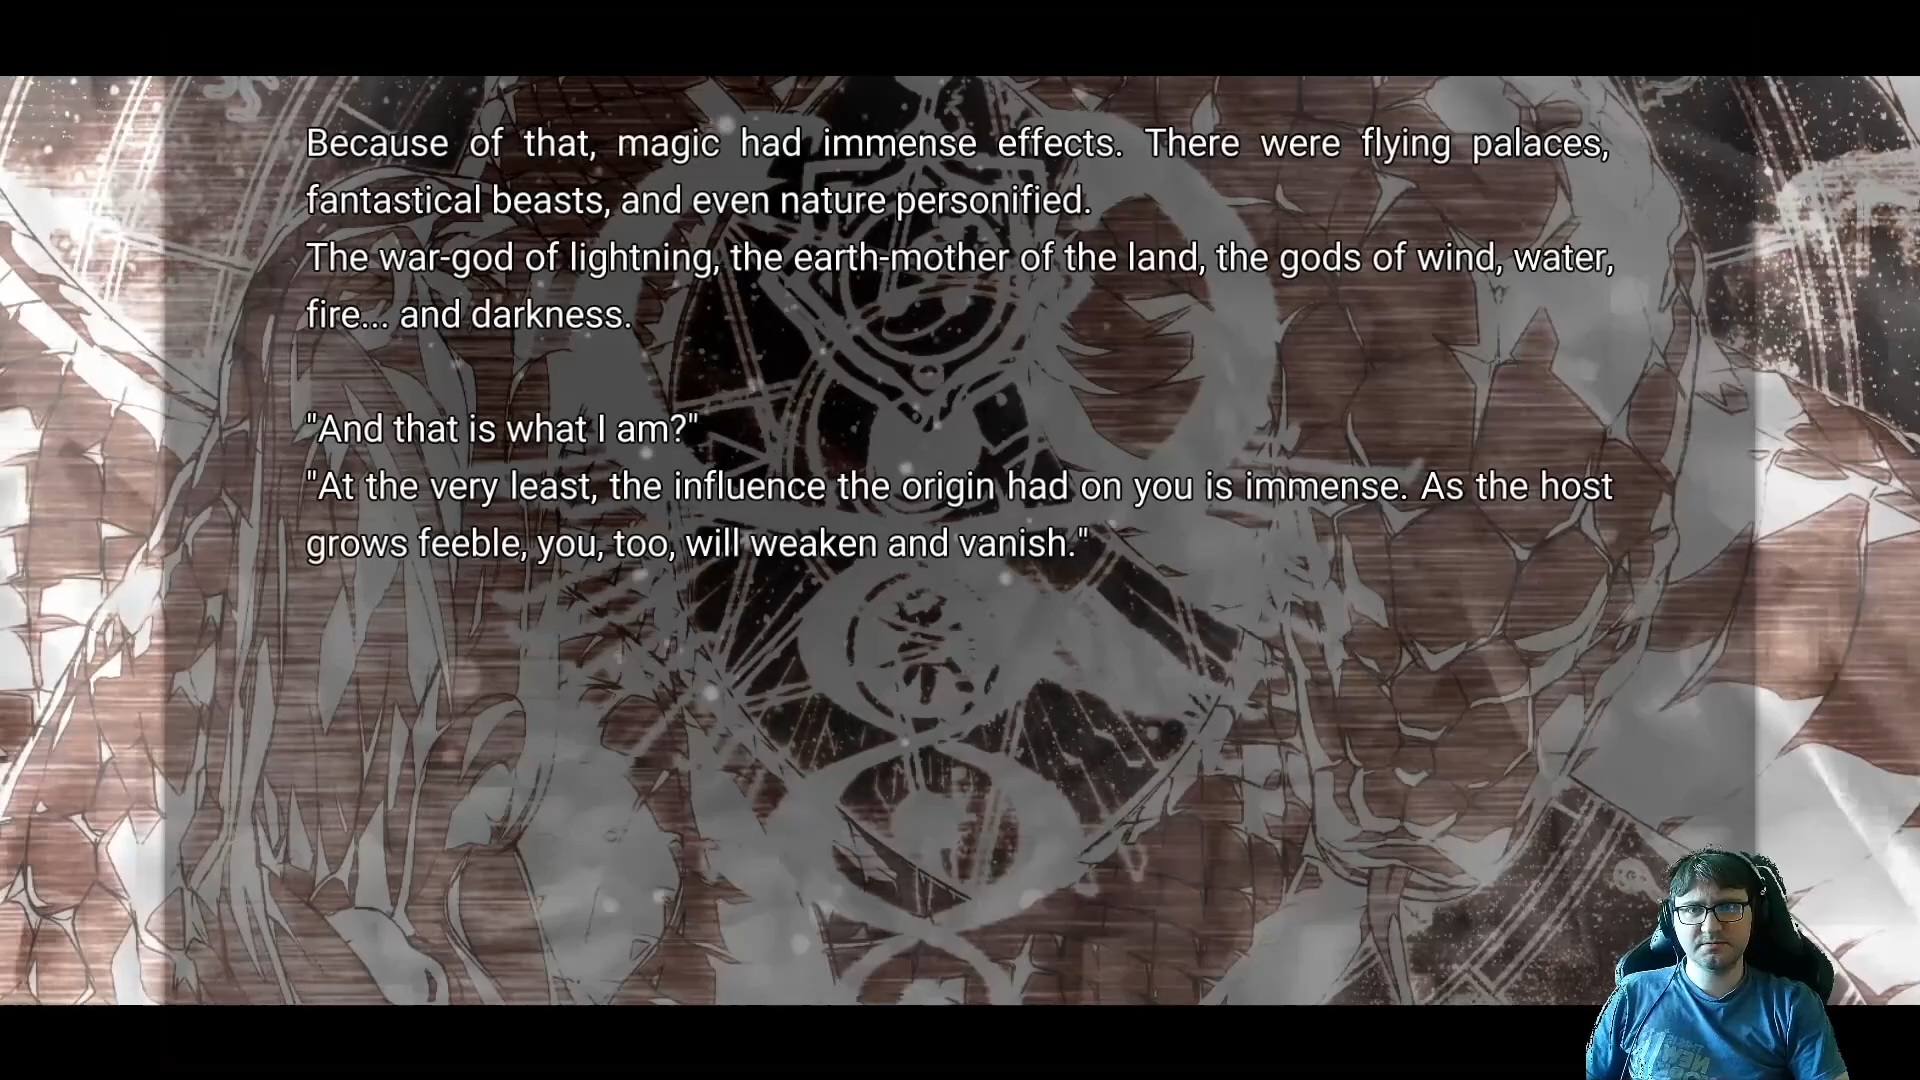 Because of that, magic had immense effects. There were flying palaces,
fantastical beasts, and even nature personified.
The war-god of lightning, the earth-mother of the land, the gods of wind, water,
fire... and darkness.
"And that is what I am?"
"At the very least, the influence the origin had on you is immense. As the host
grows feeble, you, too, will weaken and vanish."